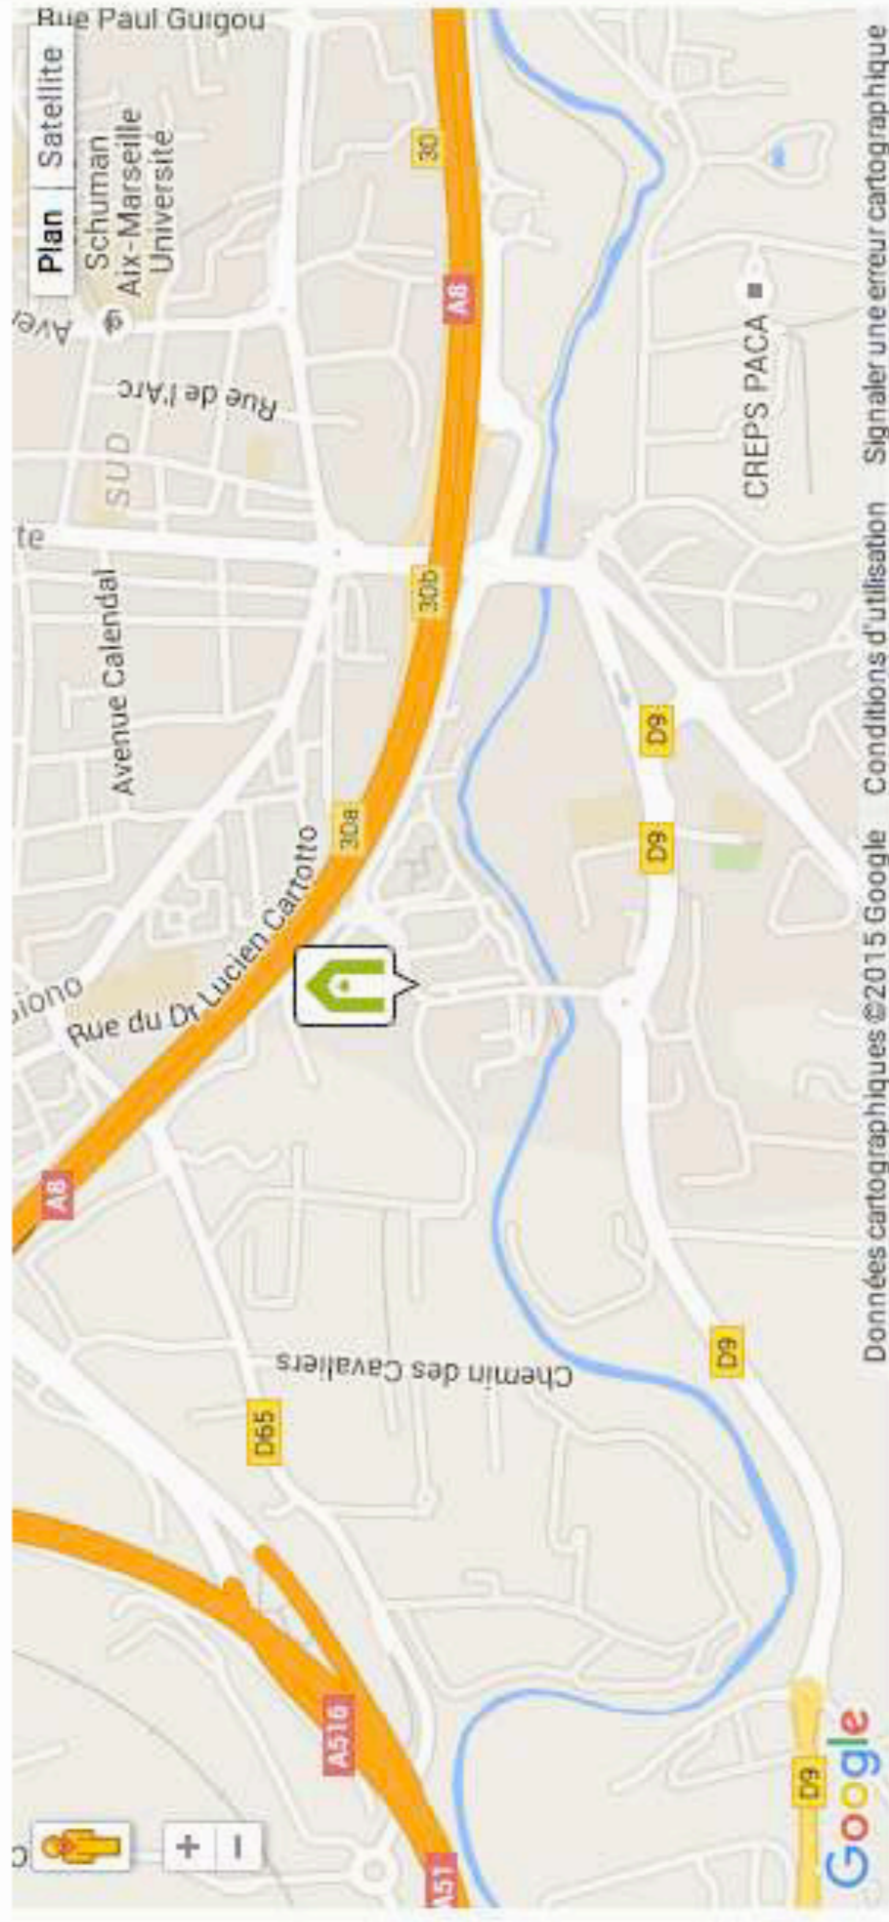 Rue Paul Guigou
Plan
Satellite
Schuman
Aix-Marseille
Université
30
A8
Rue de l'Arc
SUD
CREPS PACA
te
Avenue Calendal
30b
D9
30a
D9
Rue du Dr Lucien Cartotto
iono
A8
Chemin des Cavaliers
D65
D9
A516
D9
A51
+
−
Google
Données cartographiques ©2015 Google
Conditions d'utilisation
Signaler une erreur cartographique